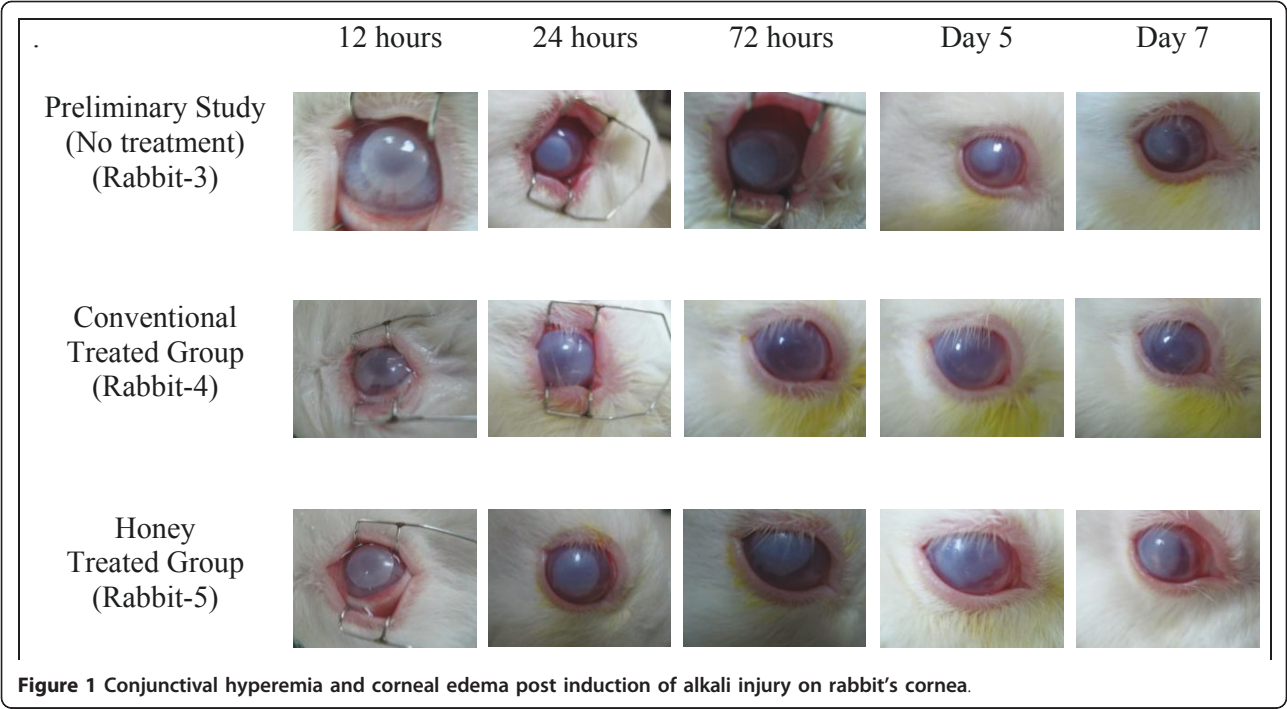 .
12 hours 24 hours 72 hours Day 5 Day 7
Preliminary Study
(No treatment)
(Rabbit-3)
Conventional
Treated Group
(Rabbit-4)
Honey
Treated Group
(Rabbit-5)
Figure 1 Conjunctival hyperemia and corneal edema post induction of alkali injury on rabbit's cornea.